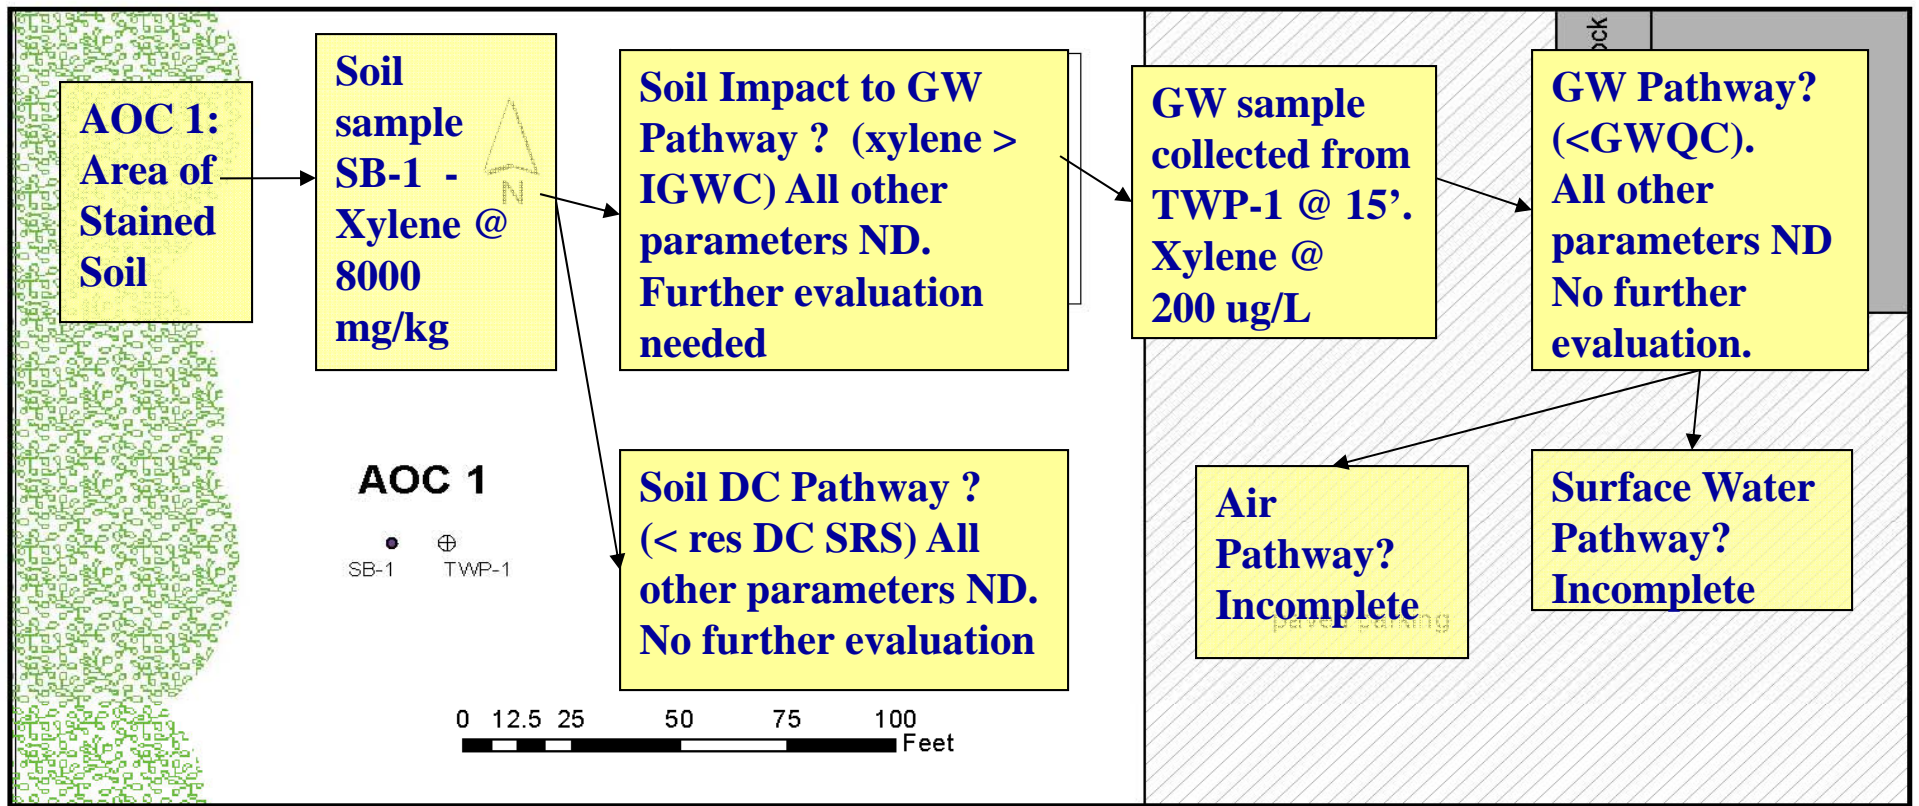 AOC 1:
Area of
Stained
Soil
Soil
sample
SB-1 -
Xylene @
8000
mg/kg
N
Soil Impact to GW
Pathway ? (xylene >
IGWC) All other
parameters ND.
Further evaluation
needed
GW sample
collected from
TWP-1 @ 15’.
Xylene @
200 ug/L
ock
GW Pathway?
(<GWQC).
All other
parameters ND
No further
evaluation.
AOC 1
SB-1 TWP-1
Soil DC Pathway ?
(< res DC SRS) All
other parameters ND.
No further evaluation
Air
Pathway?
Incomplete
Surface Water
Pathway?
Incomplete
0 12.5 25 50 75 100
Feet